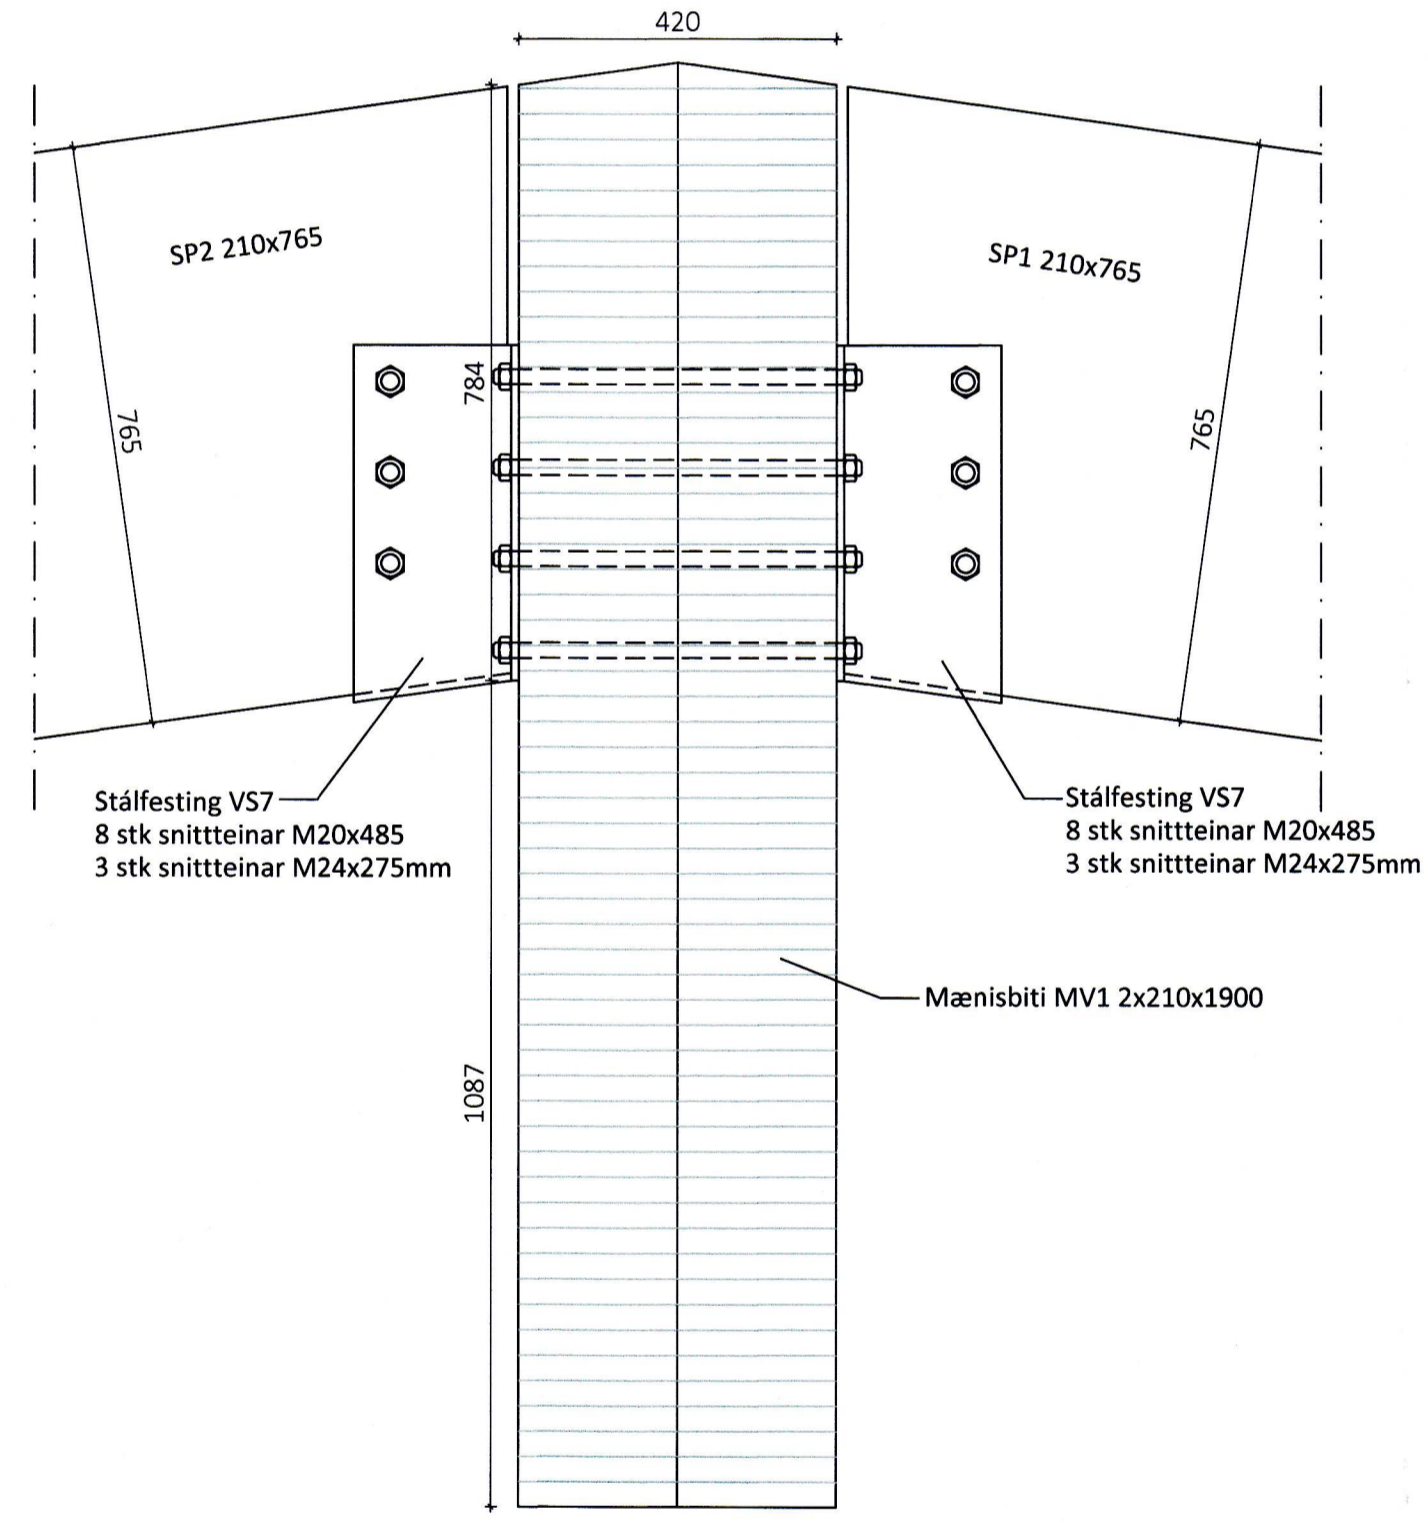 420
SP2 210x765
SP1 210x765
784
765
765
Stálfesting VS7
8 stk snittteinar M20x485
3 stk snittteinar M24x275mm
Stálfesting VS7
8 stk snittteinar M20x485
3 stk snittteinar M24x275mm
Mænisbiti MV1 2x210x1900
1087